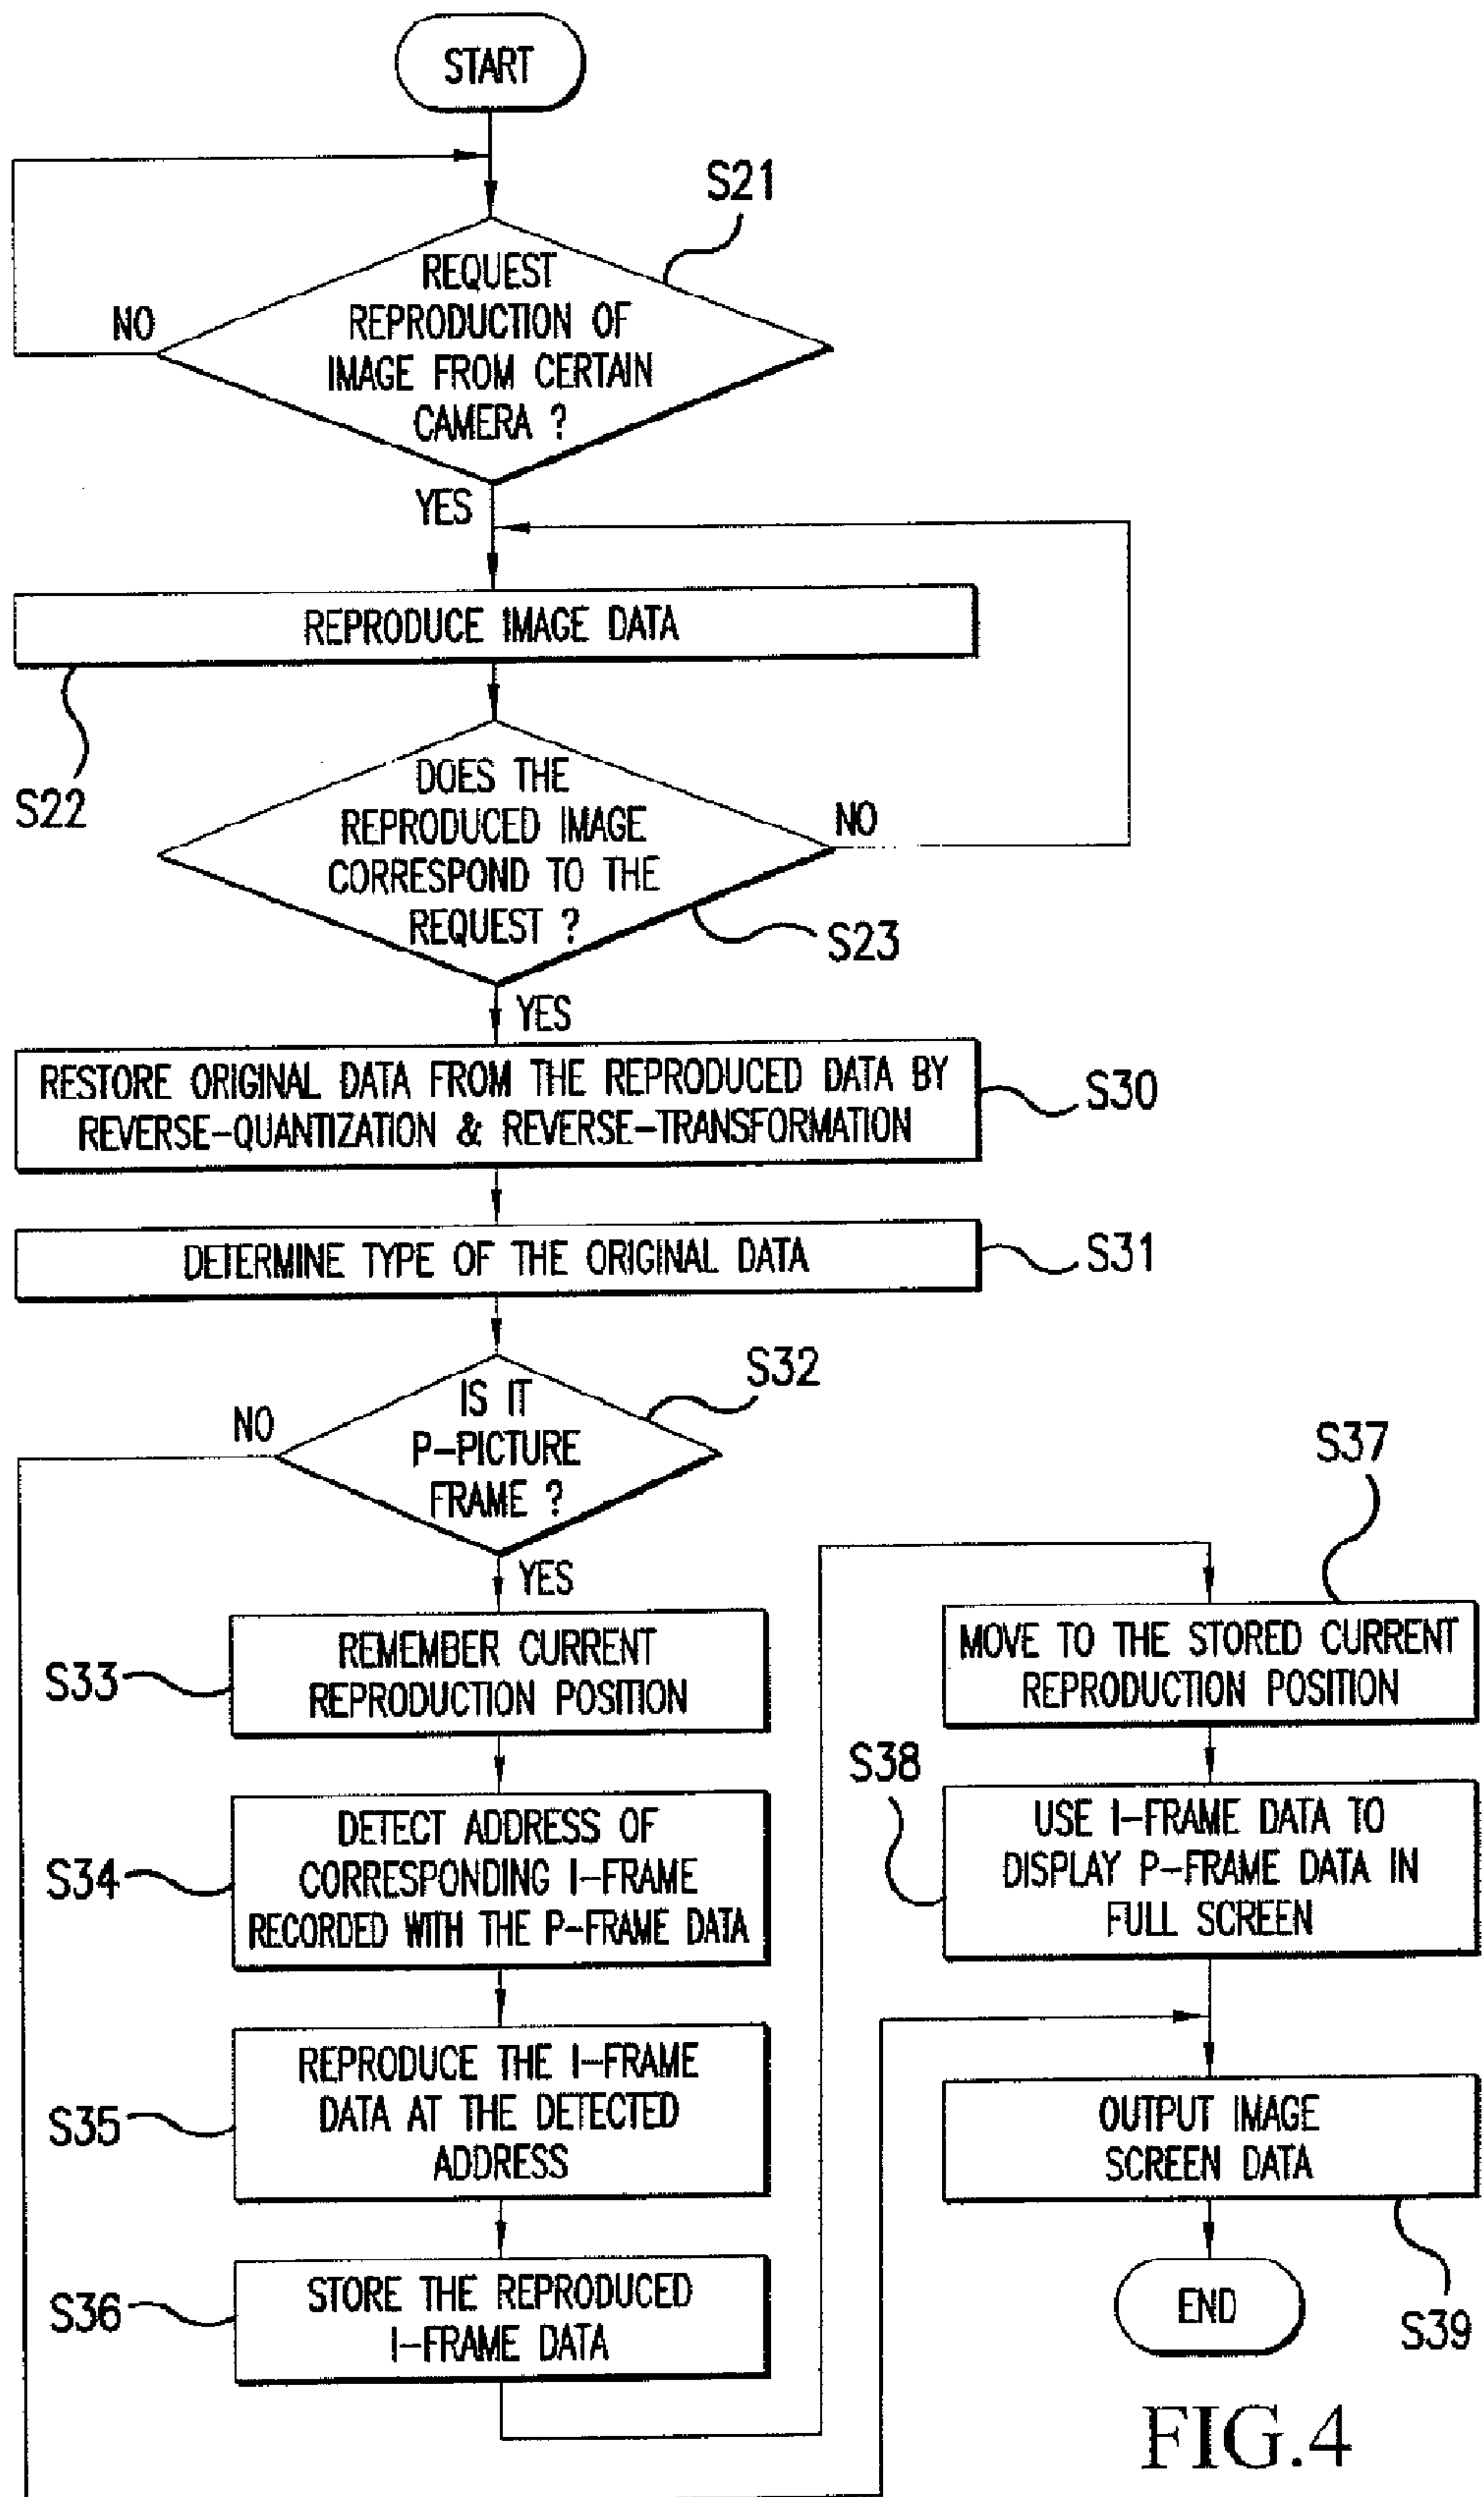 START
S21
REQUEST
REPRODUCTION OF
IMAGE FROM CERTAIN
CAMERA ?
NO
YES
REPRODUCE IMAGE DATA
S22
DOES THE
REPRODUCED IMAGE
CORRESPOND TO THE
REQUEST ?
NO
S23
YES
RESTORE ORIGINAL DATA FROM THE REPRODUCED DATA BY
REVERSE-QUANTIZATION & REVERSE-TRANSFORMATION
S30
DETERMINE TYPE OF THE ORIGINAL DATA
S31
IS IT
P-PICTURE
FRAME ?
S32
NO
YES
REMEMBER CURRENT
REPRODUCTION POSITION
S33
DETECT ADDRESS OF
CORRESPONDING I-FRAME
RECORDED WITH THE P-FRAME DATA
S34
REPRODUCE THE I-FRAME
DATA AT THE DETECTED
ADDRESS
S35
STORE THE REPRODUCED
I-FRAME DATA
S36
S37
MOVE TO THE STORED CURRENT
REPRODUCTION POSITION
S38
USE I-FRAME DATA TO
DISPLAY P-FRAME DATA IN
FULL SCREEN
OUTPUT IMAGE
SCREEN DATA
S39
END
FIG.4